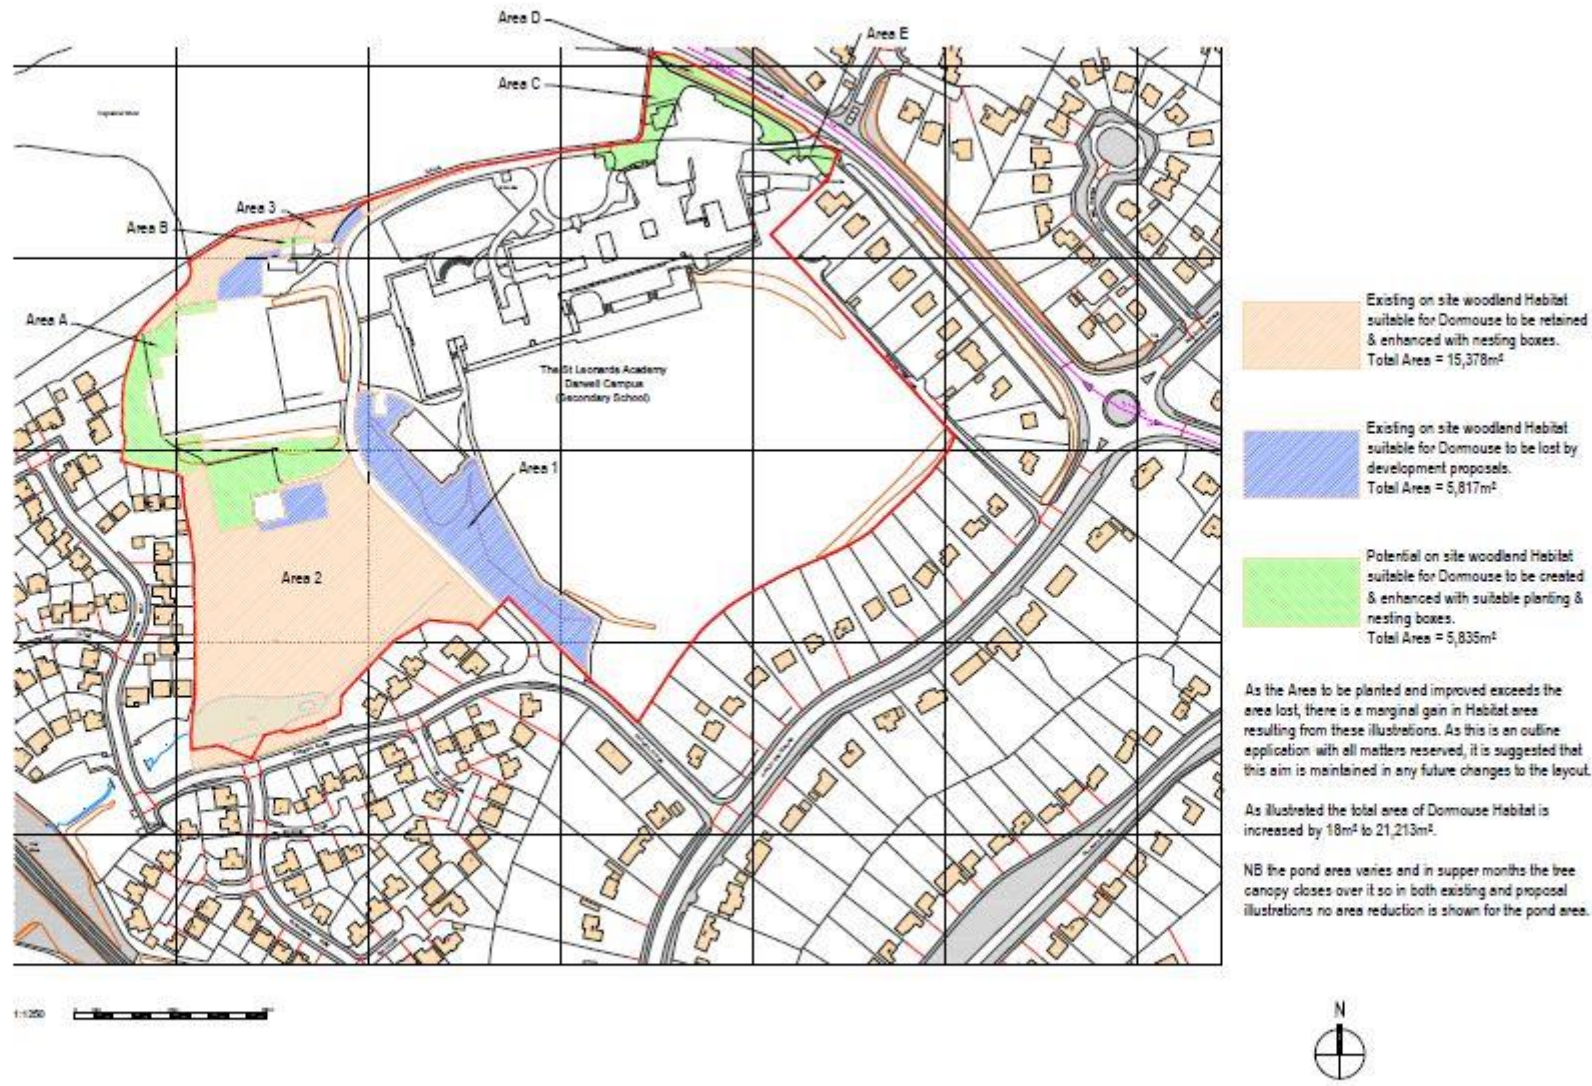 Area D
Area E
Area C
Area 3
Area B
Area A
The St Leonards Academy
Darwell Campus
(Secondary School)
Area 1
Area 2
Existing on site woodland Habitat
suitable for Dormouse to be retained
& enhanced with nesting boxes.
Total Area = 15,378m²
Existing on site woodland Habitat
suitable for Dormouse to be lost by
development proposals.
Total Area = 5,817m²
Potential on site woodland Habitat
suitable for Dormouse to be created
& enhanced with suitable planting &
nesting boxes.
Total Area = 5,835m²
As the Area to be planted and improved exceeds the
area lost, there is a marginal gain in Habitat area
resulting from these illustrations. As this is an outline
application with all matters reserved, it is suggested that
this aim is maintained in any future changes to the layout.
As illustrated the total area of Dormouse Habitat is
increased by 18m² to 21,213m².
NB the pond area varies and in supper months the tree
canopy closes over it so in both existing and proposal
illustrations no area reduction is shown for the pond area.
1:1250
N